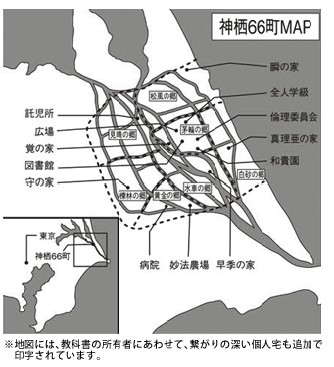 神栖66町MAP
瞬の家
全人学級
倫理委員会
真理亜の家
和貴園
託児所
広場
覚の家
図書館
守の家
松風の郷
見晴の郷
茅輪の郷
櫟林の郷
黄金の郷
水車の郷
白砂の郷
病院
妙法農場
早季の家
東京
神栖66町
※地図には、教科書の所有者にあわせて、繋がりの深い個人宅も追加で
印字されています。